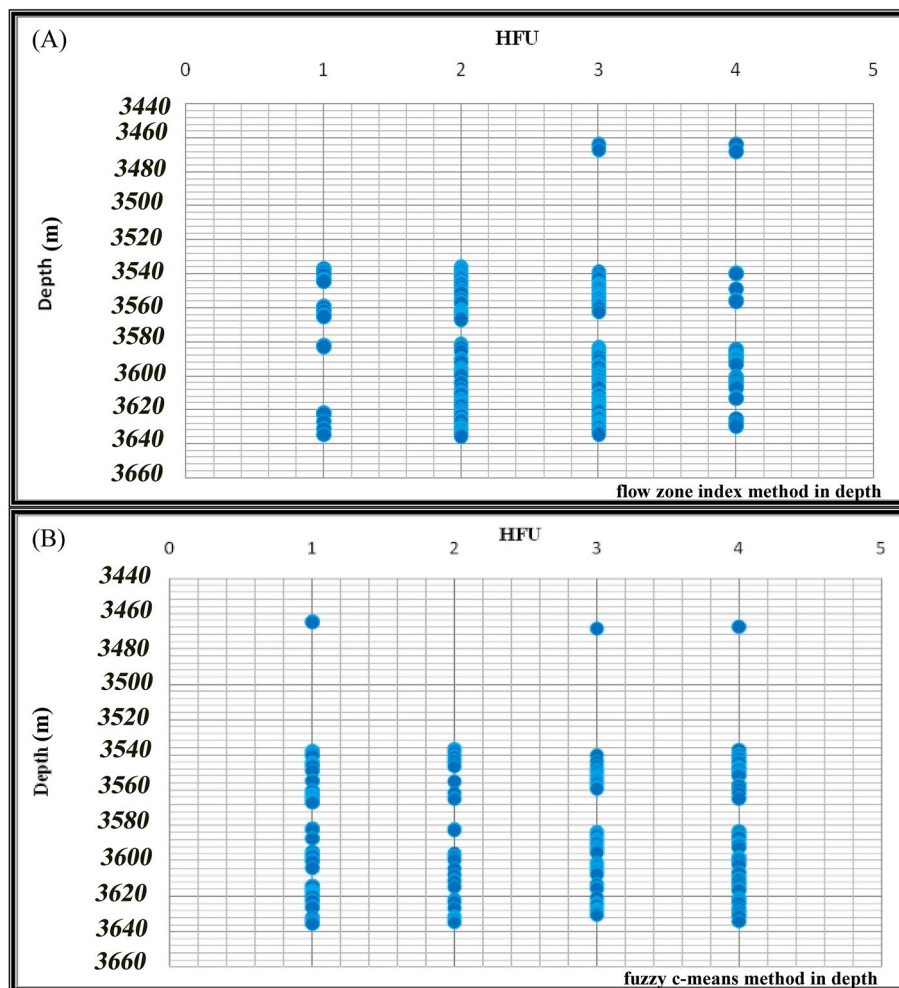 (A)
HFU
0 1 2 3 4 5
3440
3460
3480
3500
3520
3540
3560
3580
3600
3620
3640
3660
Depth (m)
flow zone index method in depth
(B)
HFU
0 1 2 3 4 5
3440
3460
3480
3500
3520
3540
3560
3580
3600
3620
3640
3660
Depth (m)
fuzzy c-means method in depth